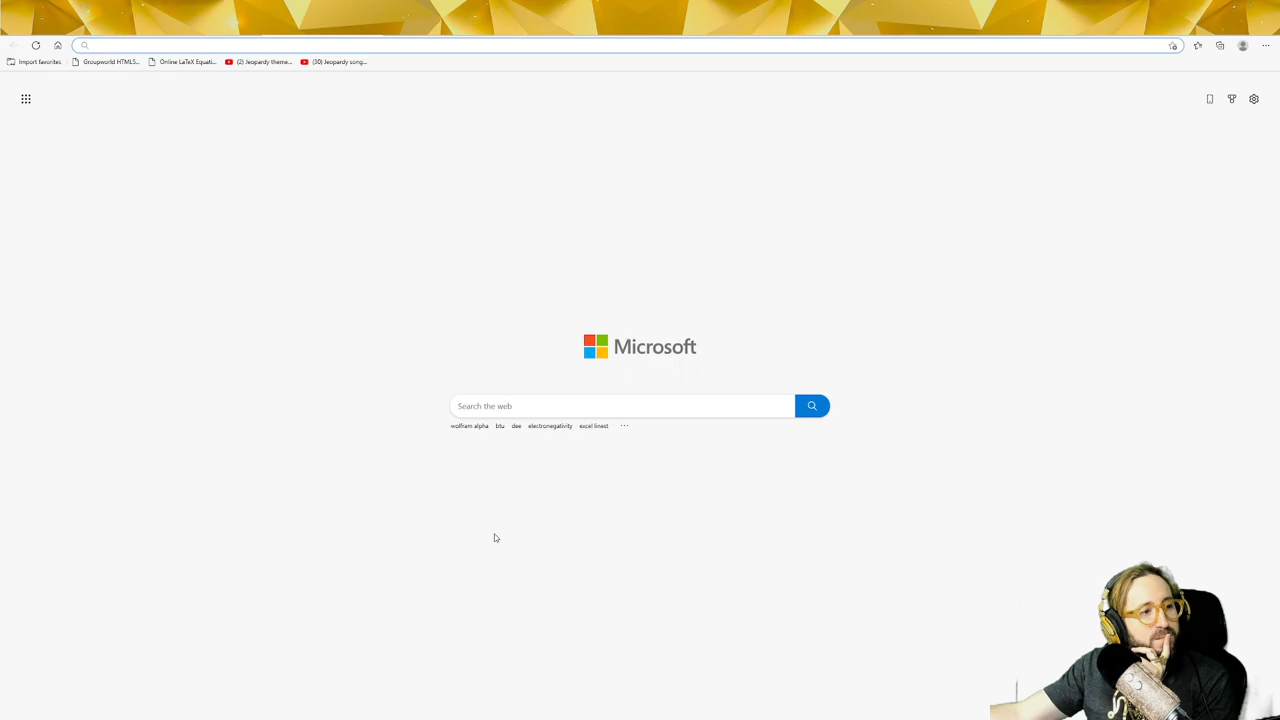 Import favorites
Groupworld HTML5...
Online LaTeX Equati...
(2) Jeopardy theme...
(30) Jeopardy song...
Microsoft
Search the web
wolfram alpha btu dee electronegativity excel linest ...